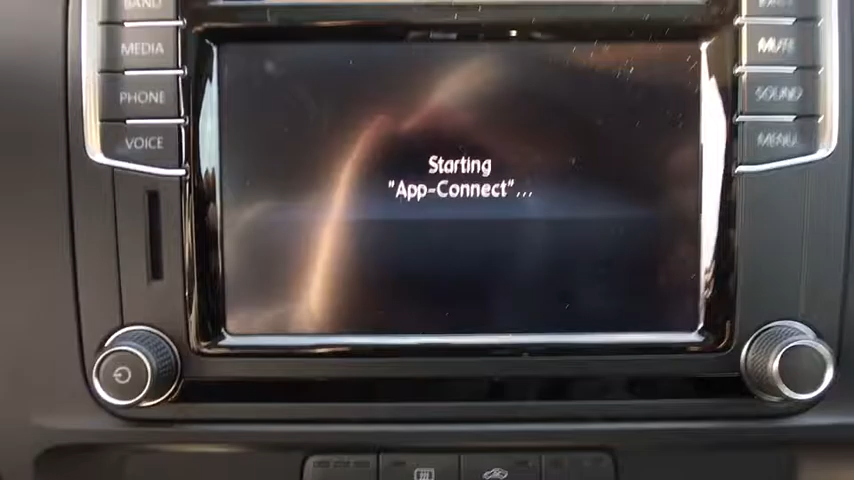 BAND
MEDIA
PHONE
VOICE
Starting
"App-Connect"...
MUTE
SOUND
MENU